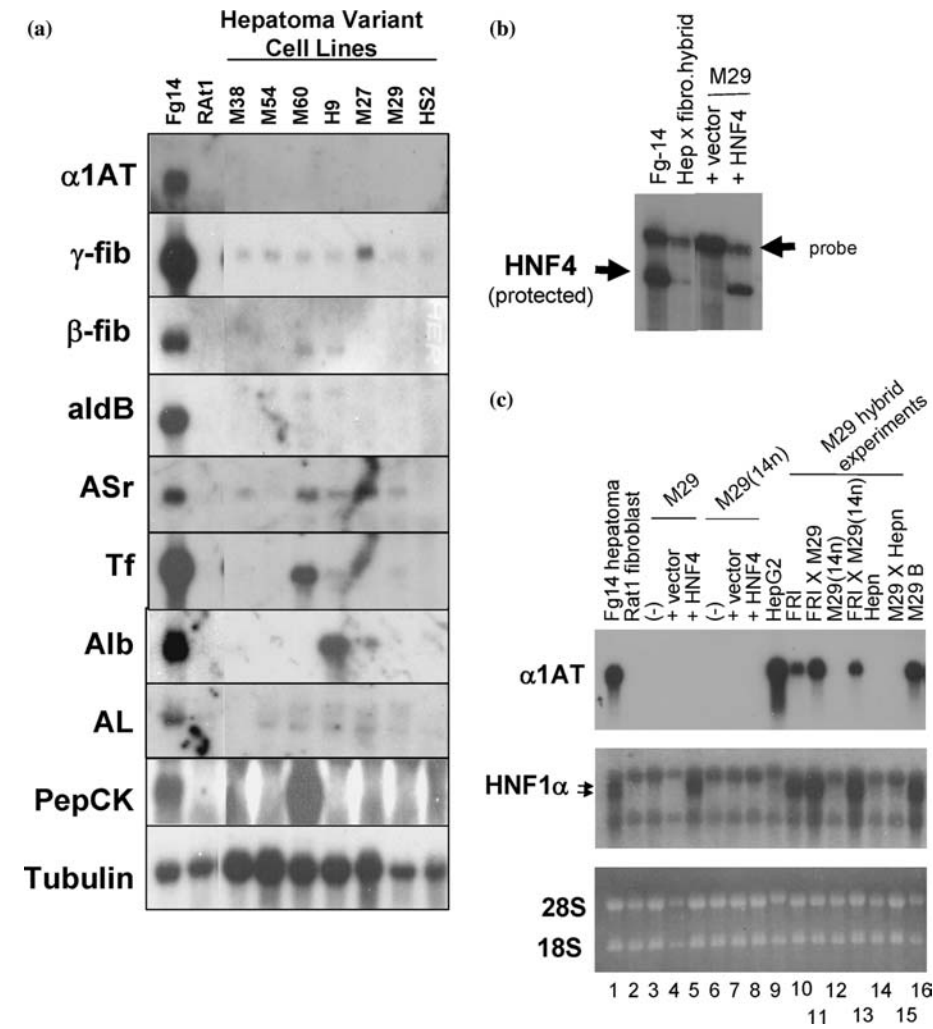 (a)
Hepatoma Variant
Cell Lines
Fg14
RAt1
M38
M54
M60
H9
M27
M29
HS2
α1AT
γ-fib
β-fib
aldB
ASr
Tf
Alb
AL
PepCK
Tubulin
(b)
Fg-14
Hep x fibro.hybrid
M29
+ vector
+ HNF4
HNF4
(protected)
probe
(c)
M29 hybrid
experiments
M29
M29(14n)
Fg14 hepatoma
Rat1 fibroblast
(-)
+ vector
+ HNF4
(-)
+ vector
+ HNF4
HepG2
FRI
FRI X M29
M29(14n)
FRI X M29(14n)
Hepn
M29 X Hepn
M29 B
α1AT
HNF1α
28S
18S
1 2 3 4 5 6 7 8 9 10 12 14 16
11 13 15